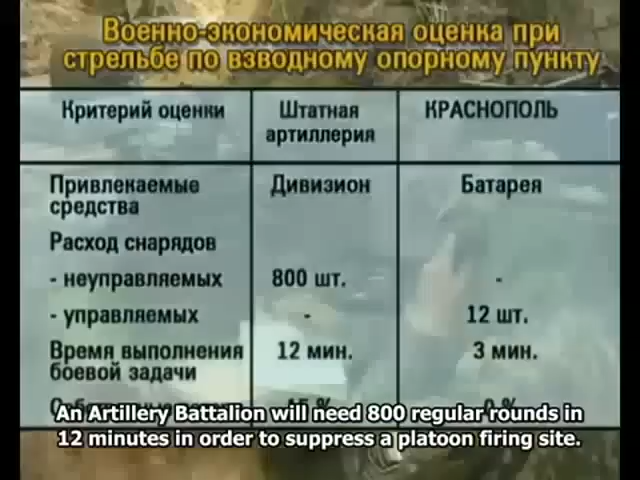 Военно-экономическая оценка при
стрельбе по взводному опорному пункту
Критерий оценки
Штатная
артиллерия
КРАСНОПОЛЬ
Привлекаемые
средства
Дивизион
Батарея
Расход снарядов
- неуправляемых
800 шт.
-
- управляемых
-
12 шт.
Время выполнения
боевой задачи
12 мин.
3 мин.
An Artillery Battalion will need 800 regular rounds in
12 minutes in order to suppress a platoon firing site.